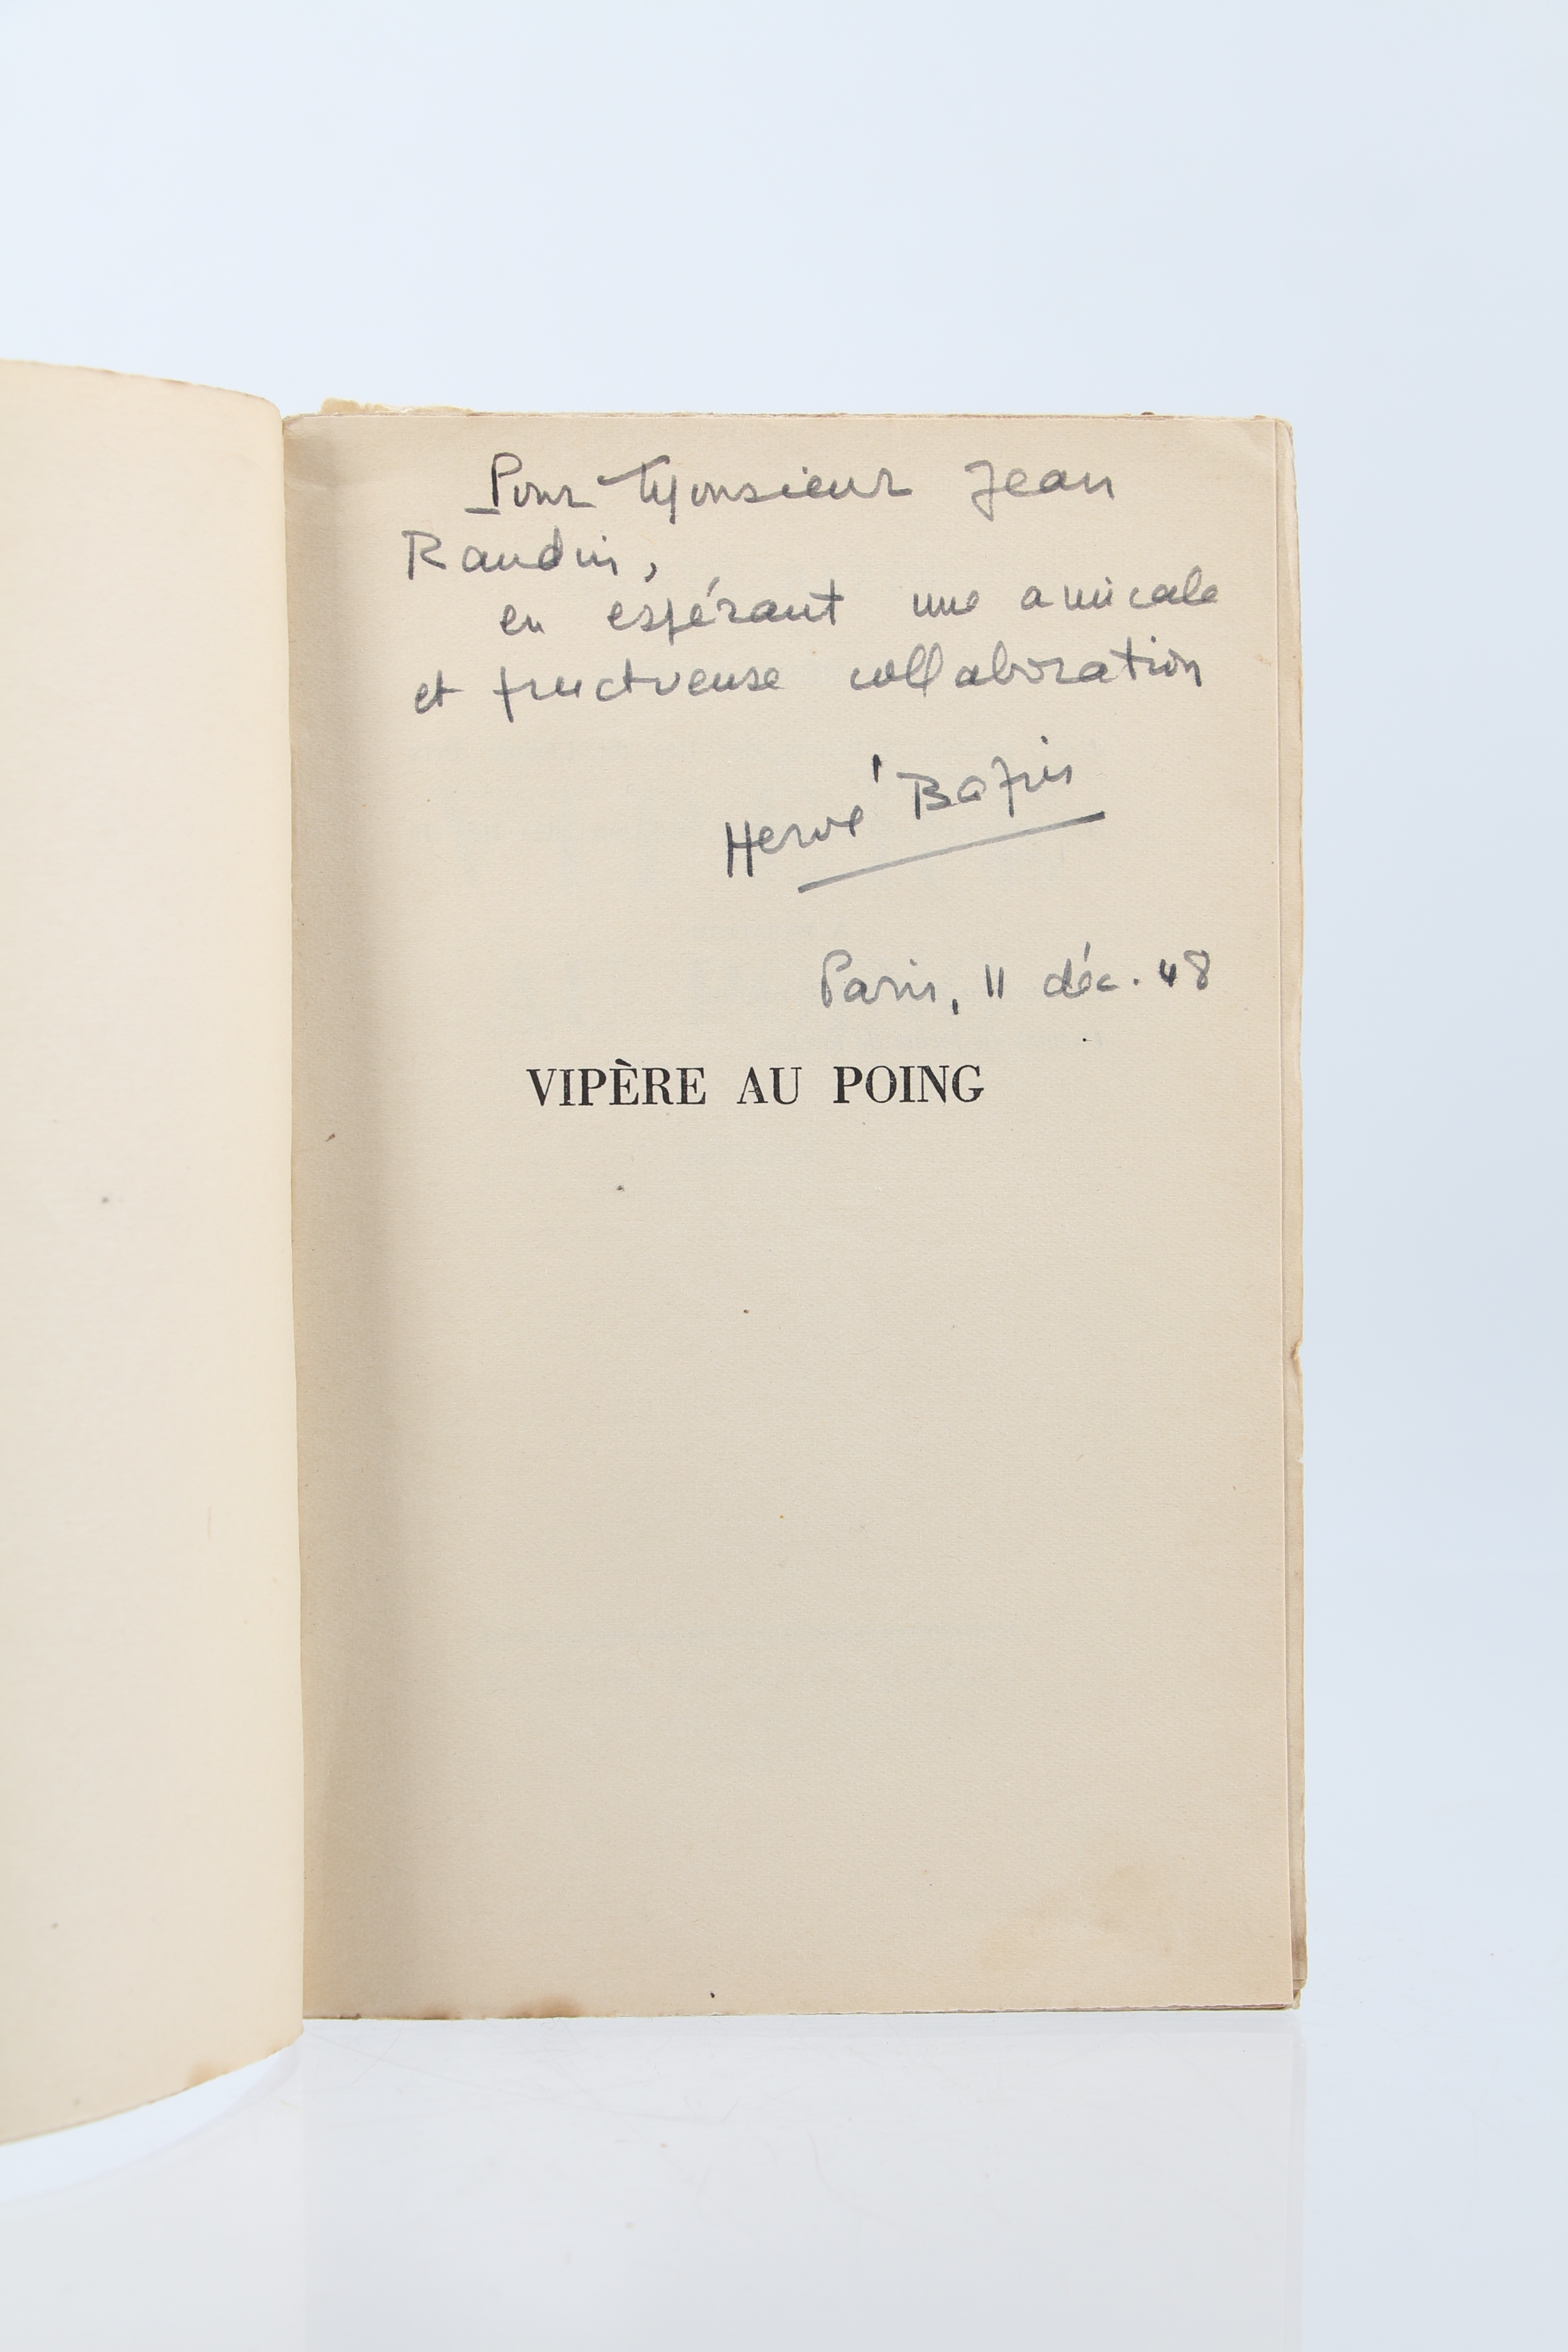 Pour Monsieur Jean
Raudin,
en espérant une amicale
et fructueuse collaboration
Hervé Bazin
Paris, 11 déc. 48
VIPÈRE AU POING